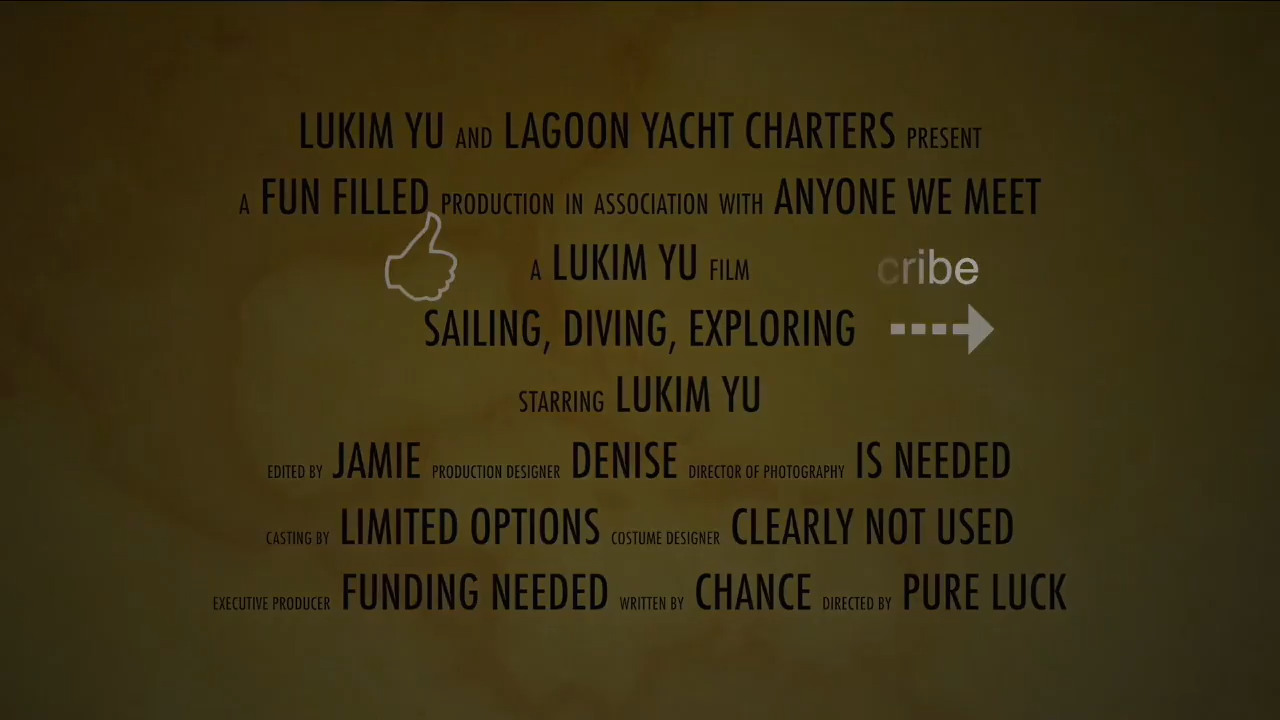 LUKIM YU AND LAGOON YACHT CHARTERS PRESENT
A FUN FILLED PRODUCTION IN ASSOCIATION WITH ANYONE WE MEET
A LUKIM YU FILM
cribe
SAILING, DIVING, EXPLORING
STARRING LUKIM YU
EDITED BY JAMIE PRODUCTION DESIGNER DENISE DIRECTOR OF PHOTOGRAPHY IS NEEDED
CASTING BY LIMITED OPTIONS COSTUME DESIGNER CLEARLY NOT USED
EXECUTIVE PRODUCER FUNDING NEEDED WRITTEN BY CHANCE DIRECTED BY PURE LUCK